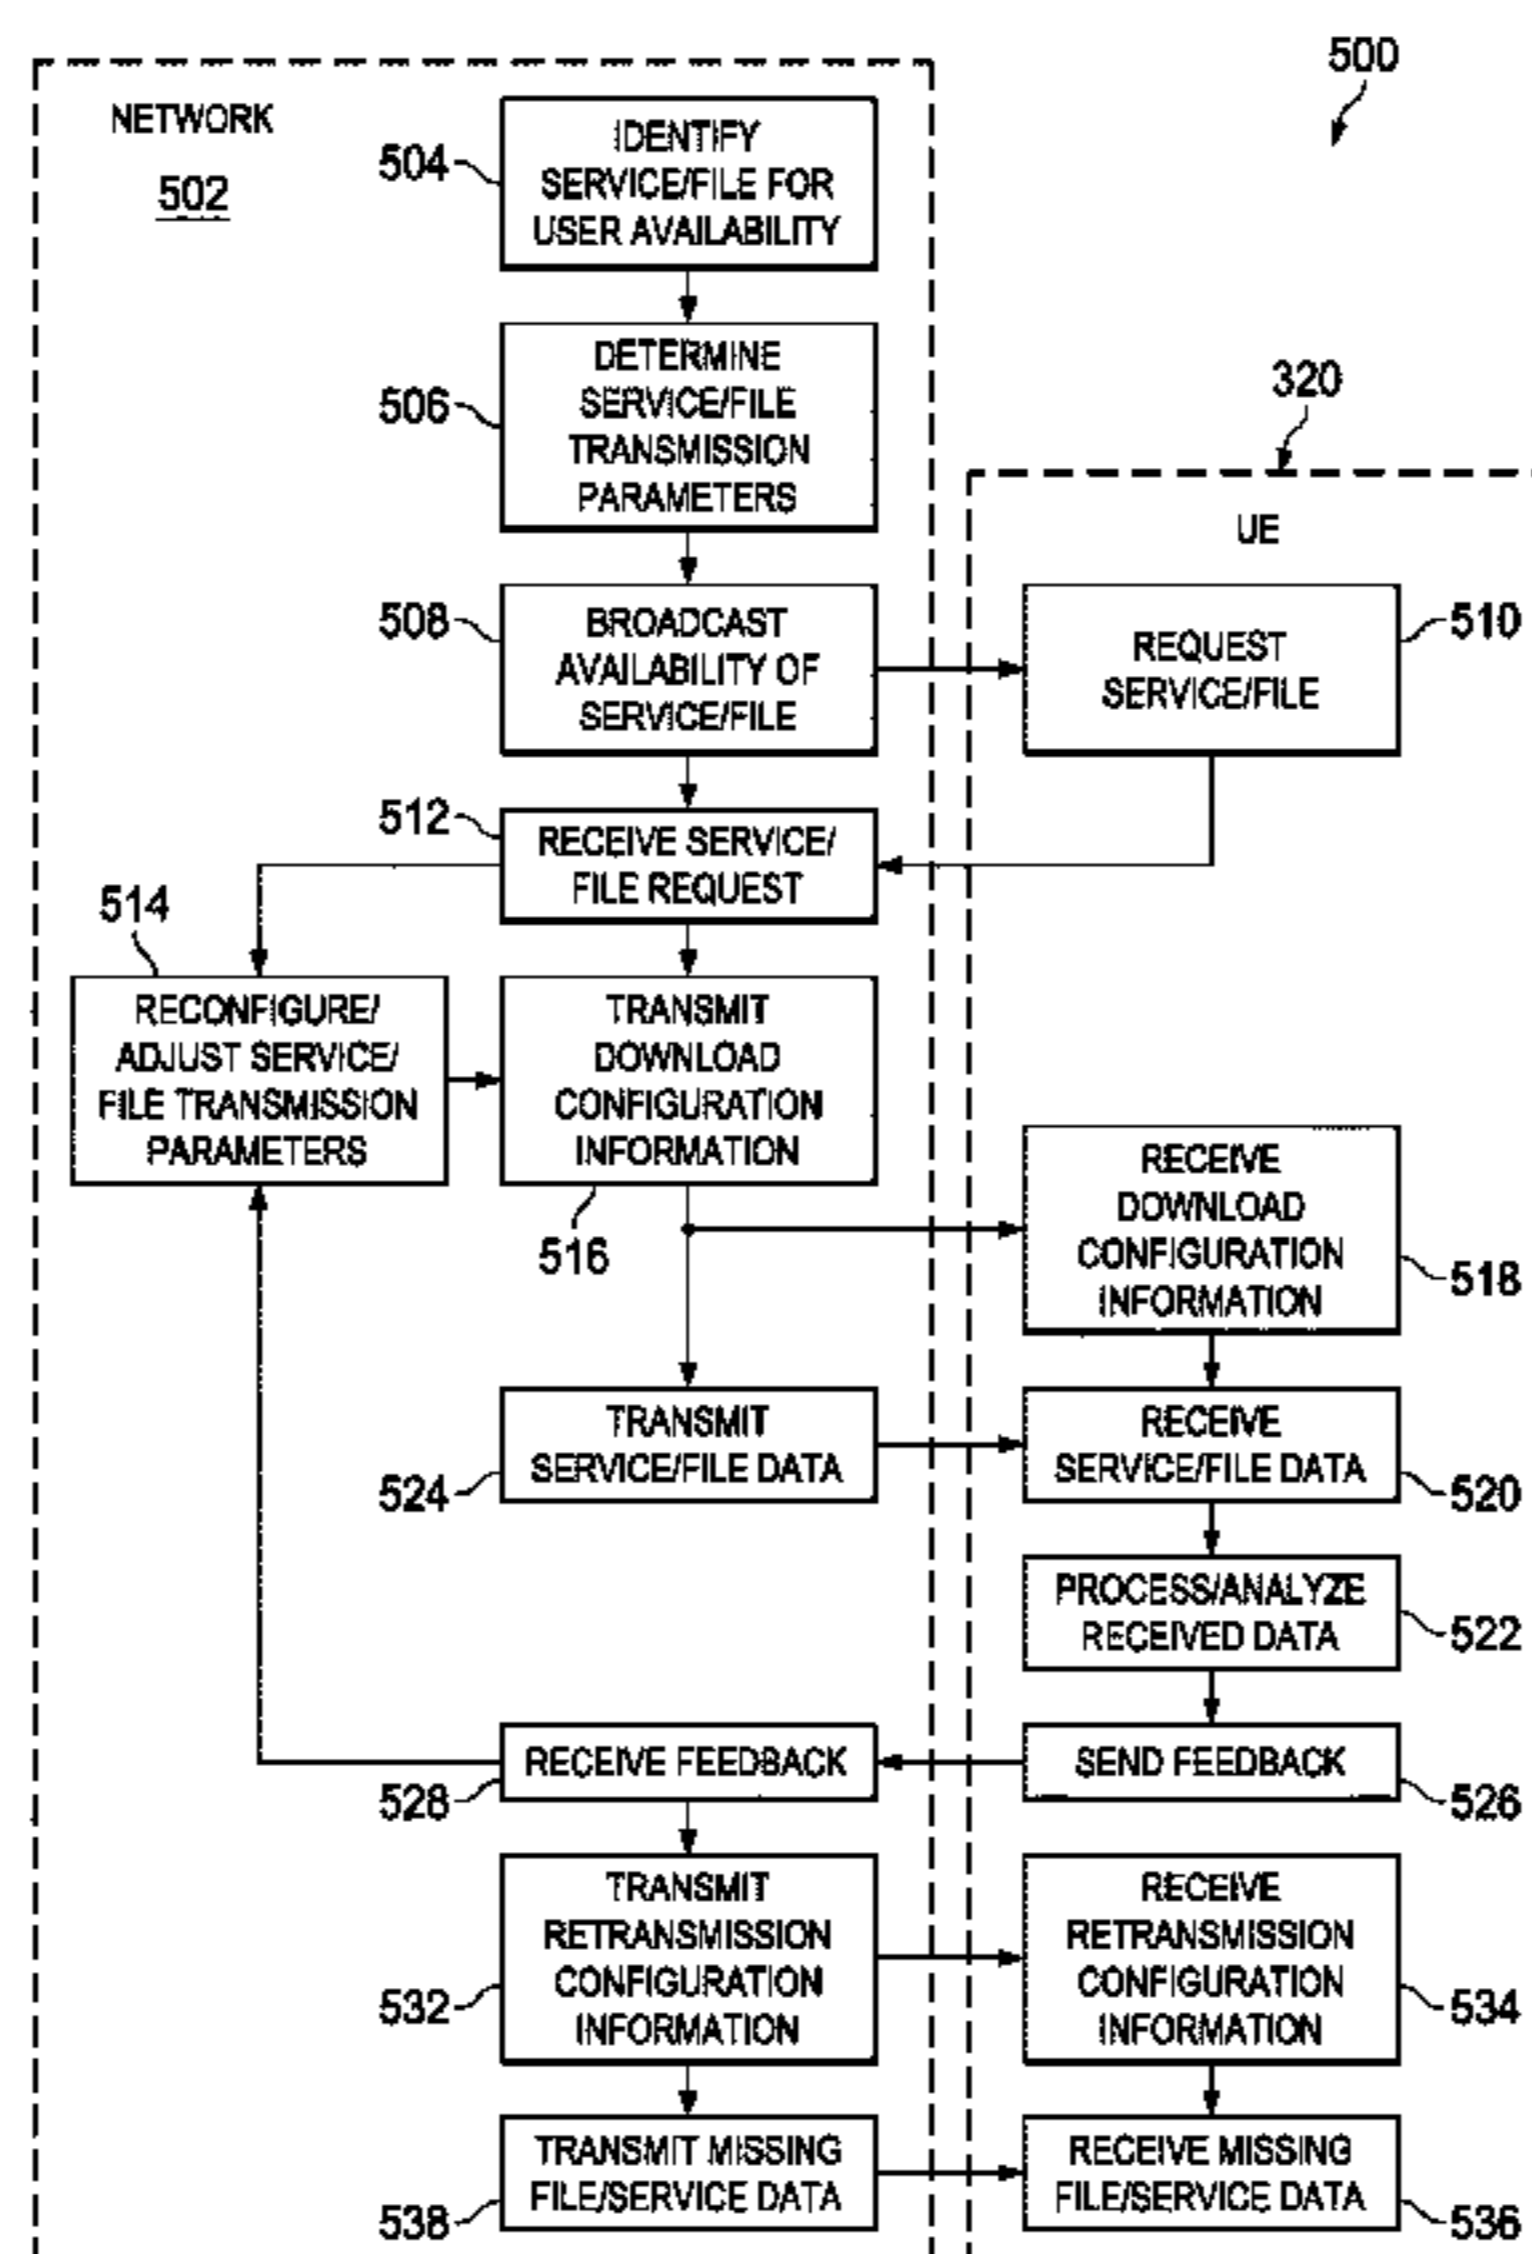 500
NETWORK
502
504
IDENTIFY
SERVICE/FILE FOR
USER AVAILABILITY
506
DETERMINE
SERVICE/FILE
TRANSMISSION
PARAMETERS
320
UE
508
BROADCAST
AVAILABILITY OF
SERVICE/FILE
REQUEST
SERVICE/FILE
510
512
RECEIVE SERVICE/
FILE REQUEST
514
RECONFIGURE/
ADJUST SERVICE/
FILE TRANSMISSION
PARAMETERS
TRANSMIT
DOWNLOAD
CONFIGURATION
INFORMATION
516
RECEIVE
DOWNLOAD
CONFIGURATION
INFORMATION
518
TRANSMIT
SERVICE/FILE DATA
524
RECEIVE
SERVICE/FILE DATA
520
PROCESS/ANALYZE
RECEIVED DATA
522
RECEIVE FEEDBACK
528
SEND FEEDBACK
526
TRANSMIT
RETRANSMISSION
CONFIGURATION
INFORMATION
532
RECEIVE
RETRANSMISSION
CONFIGURATION
INFORMATION
534
TRANSMIT MISSING
FILE/SERVICE DATA
538
RECEIVE MISSING
FILE/SERVICE DATA
536